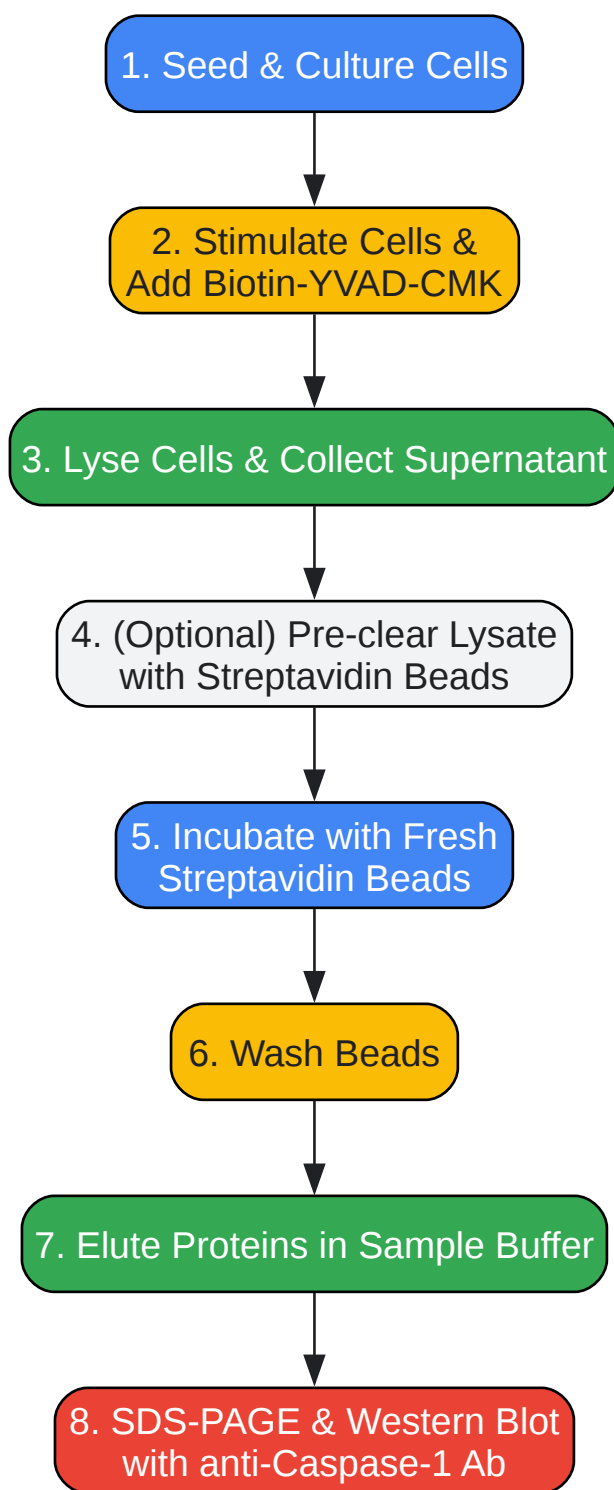 1. Seed & Culture Cells
2. Stimulate Cells &
Add Biotin-YVAD-CMK
3. Lyse Cells & Collect Supernatant
4. (Optional) Pre-clear Lysate
with Streptavidin Beads
5. Incubate with Fresh
Streptavidin Beads
6. Wash Beads
7. Elute Proteins in Sample Buffer
8. SDS-PAGE & Western Blot
with anti-Caspase-1 Ab